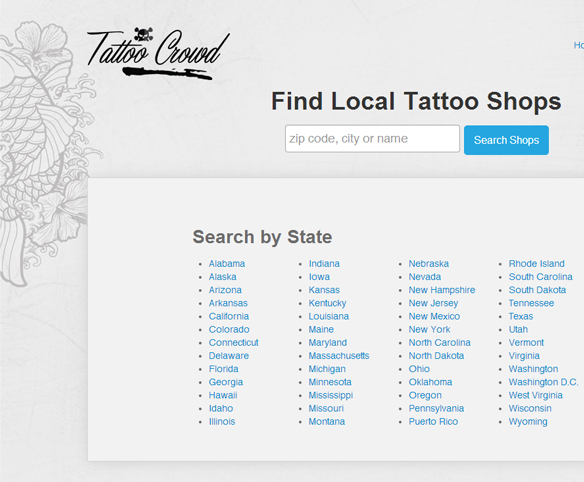 Tattoo Crowd
Ho
Find Local Tattoo Shops
zip code, city or name
Search Shops
Search by State
Alabama
Alaska
Arizona
Arkansas
California
Colorado
Connecticut
Delaware
Florida
Georgia
Hawaii
Idaho
Illinois
Indiana
Iowa
Kansas
Kentucky
Louisiana
Maine
Maryland
Massachusetts
Michigan
Minnesota
Mississippi
Missouri
Montana
Nebraska
Nevada
New Hampshire
New Jersey
New Mexico
New York
North Carolina
North Dakota
Ohio
Oklahoma
Oregon
Pennsylvania
Puerto Rico
Rhode Island
South Carolina
South Dakota
Tennessee
Texas
Utah
Vermont
Virginia
Washington
Washington D.C.
West Virginia
Wisconsin
Wyoming